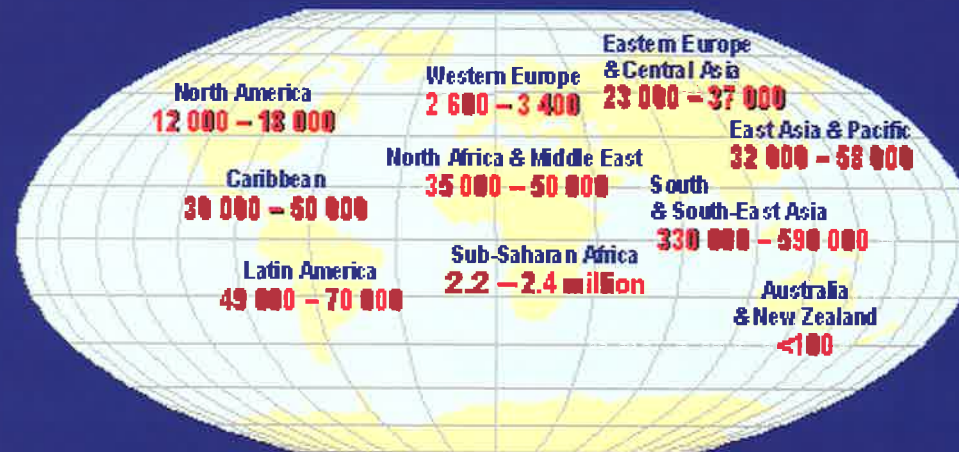 Eastern Europe
& Central Asia
23 000 – 37 000
Western Europe
2 600 – 3 400
North America
12 000 – 18 000
East Asia & Pacific
32 000 – 58 000
North Africa & Middle East
35 000 – 50 000
Caribbean
30 000 – 50 000
South
& South-East Asia
330 000 – 590 000
Sub-Saharan Africa
2.2 – 2.4 million
Latin America
49 000 – 70 000
Australia
& New Zealand
<100